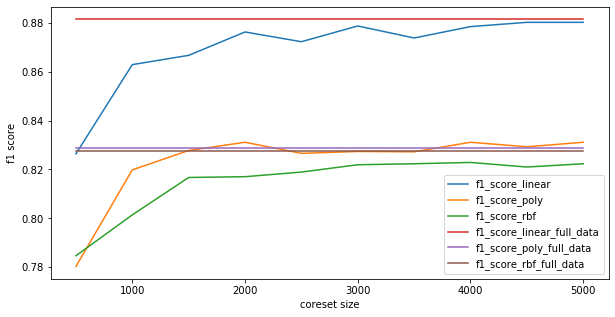 0.88
0.86
0.84
0.82
0.80
0.78
f1 score
1000
2000
3000
4000
5000
coreset size
f1_score_linear
f1_score_poly
f1_score_rbf
f1_score_linear_full_data
f1_score_poly_full_data
f1_score_rbf_full_data